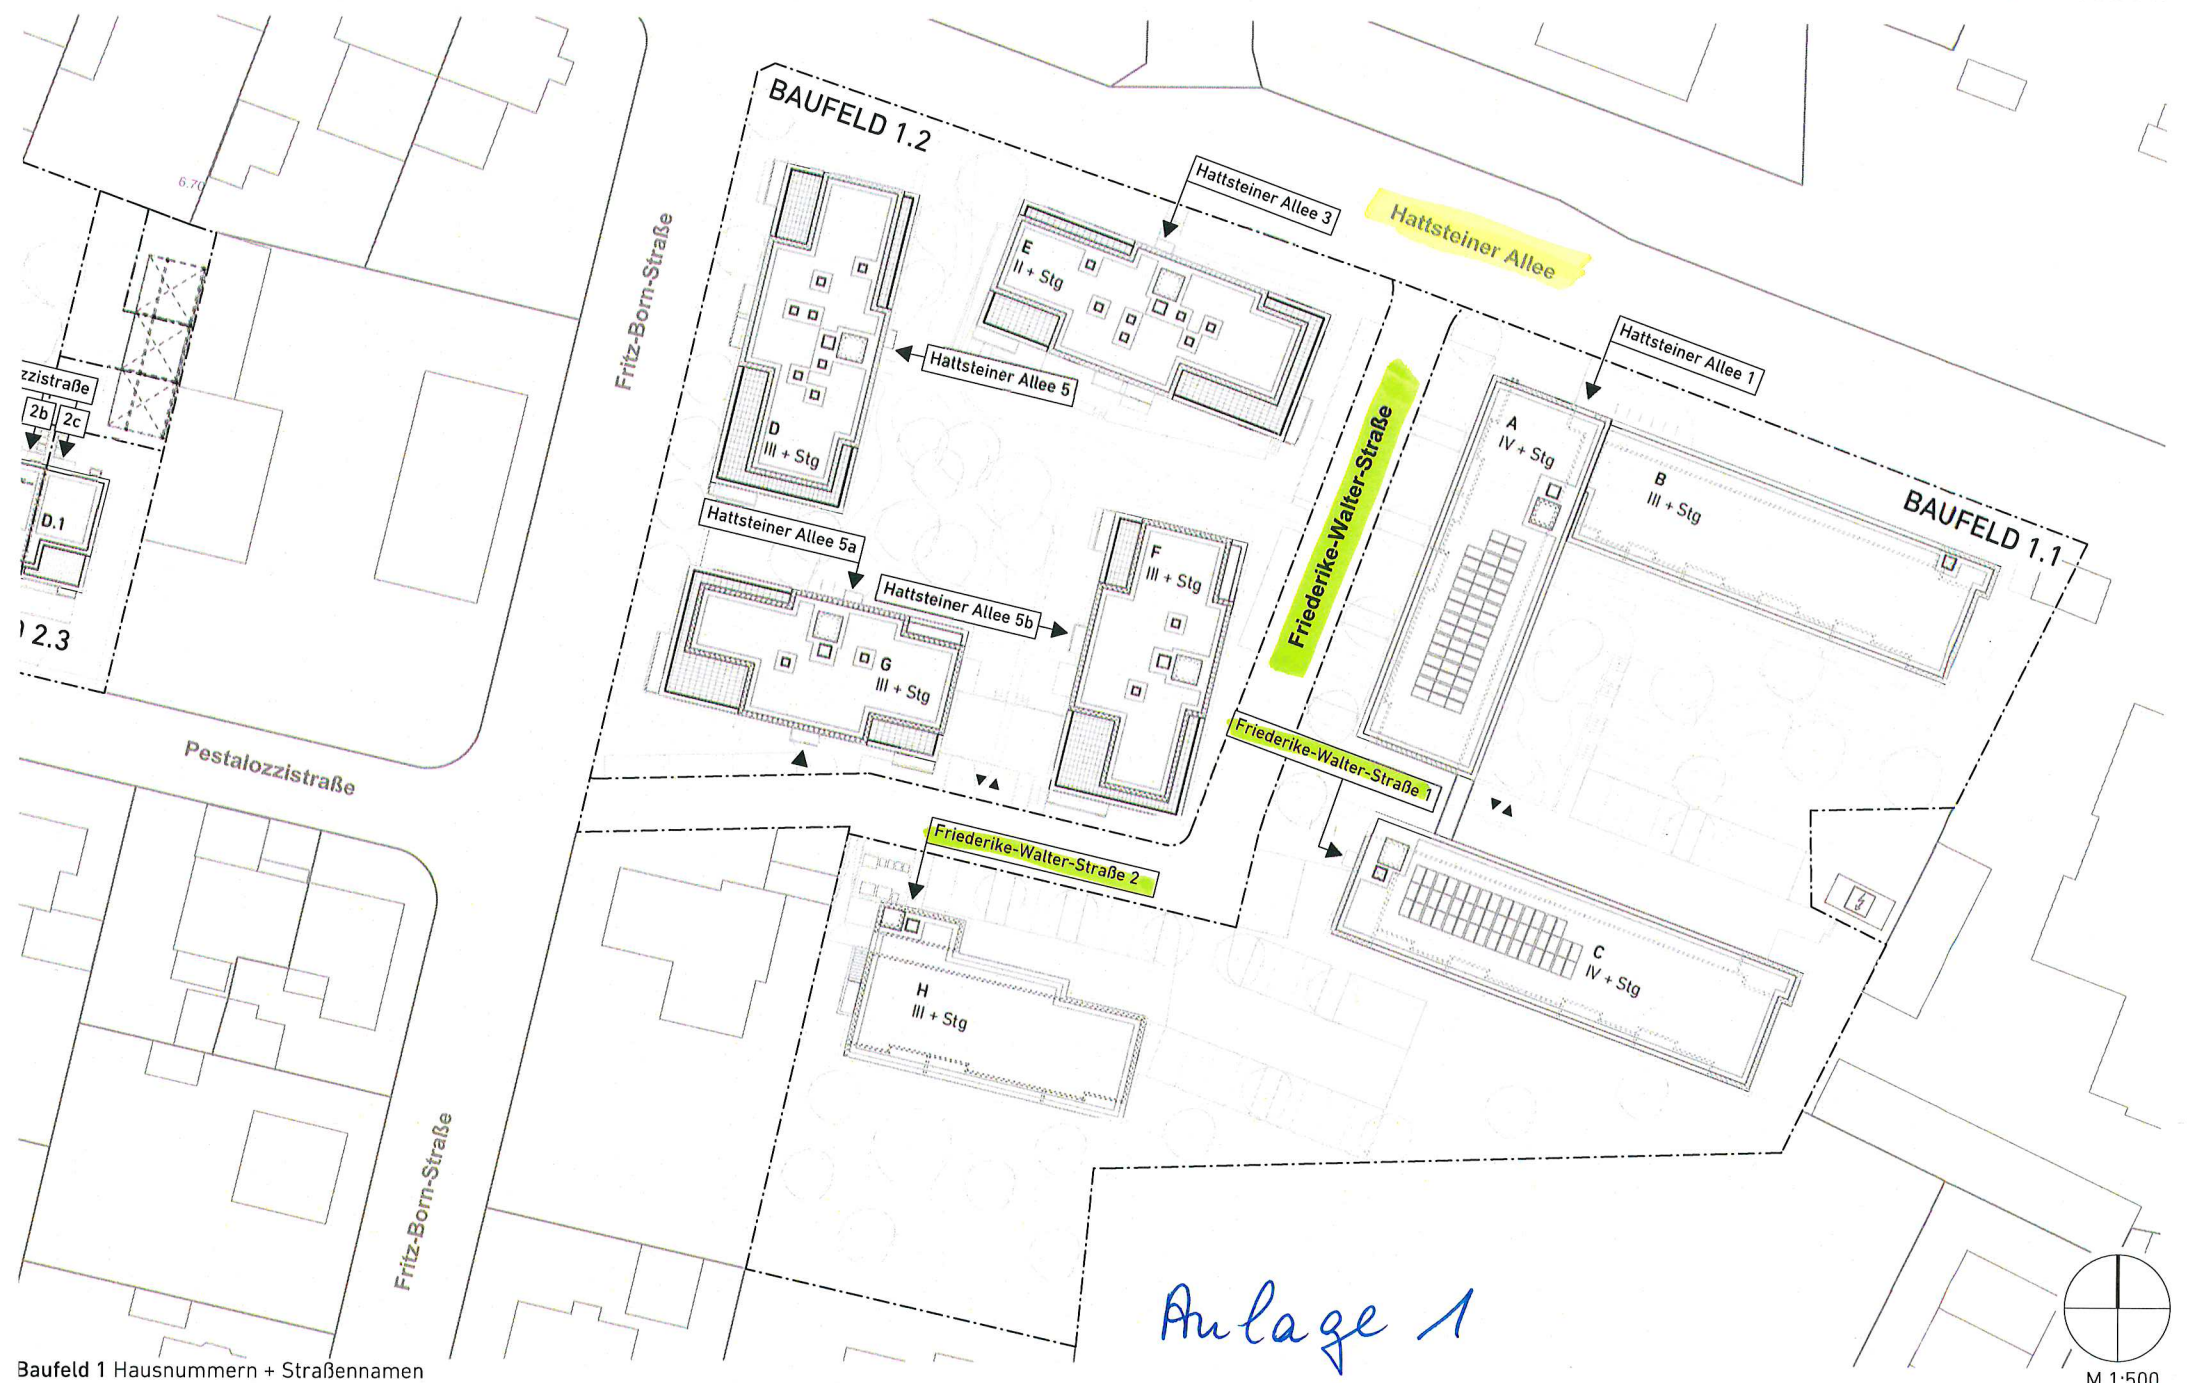 BAUFELD 1.2
6.70
Hattsteiner Allee 3
Hattsteiner Allee
Fritz-Born-Straße
E
II + Stg
Hattsteiner Allee 1
Hattsteiner Allee 5
zzistraße
2b
2c
D
III + Stg
A
IV + Stg
B
III + Stg
BAUFELD 1.1
Friederike-Walter-Straße
D.1
Hattsteiner Allee 5a
F
III + Stg
Hattsteiner Allee 5b
2.3
G
III + Stg
Friederike-Walter-Straße 1
Pestalozzistraße
Friederike-Walter-Straße 2
C
IV + Stg
H
III + Stg
Fritz-Born-Straße
Anlage 1
Baufeld 1 Hausnummern + Straßennamen
M 1:500